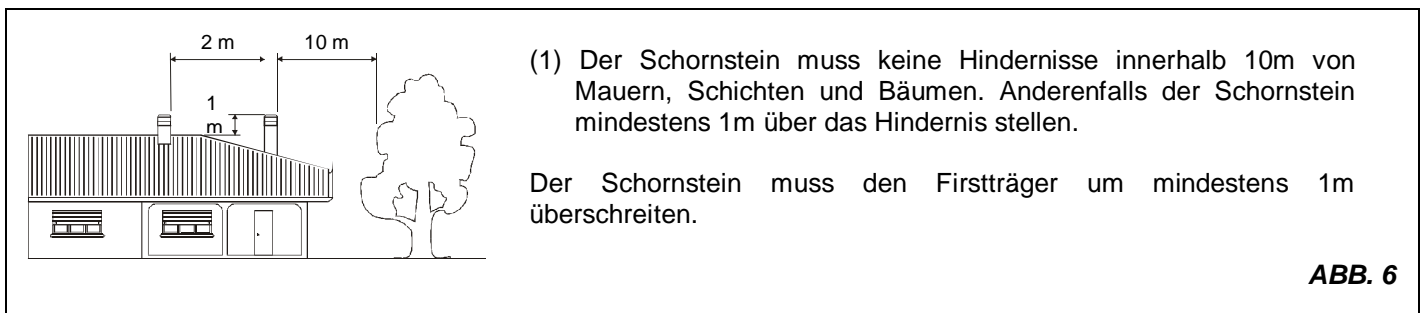 2 m
10 m
1
m
(1) Der Schornstein muss keine Hindernisse innerhalb 10m von
Mauern, Schichten und Bäumen. Anderenfalls der Schornstein
mindestens 1m über das Hindernis stellen.
Der Schornstein muss den Firstträger um mindestens 1m
überschreiten.
ABB. 6